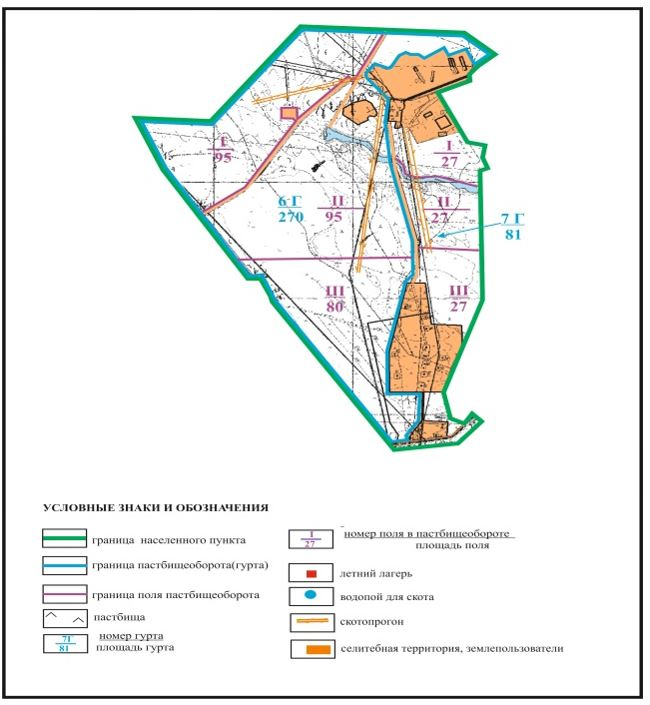 I
95
I
27
6 Г
270
II
95
II
27
7 Г
81
III
80
III
27
УСЛОВНЫЕ ЗНАКИ И ОБОЗНАЧЕНИЯ
граница населенного пункта
граница пастбищеоборота(гурта)
граница поля пастбищеоборота
пастбища
7Г
81
номер гурта
площадь гурта
I
27
номер поля в пастбищеобороте
площадь поля
летний лагерь
водопой для скота
скотопрогон
селитебная территория, землепользователи